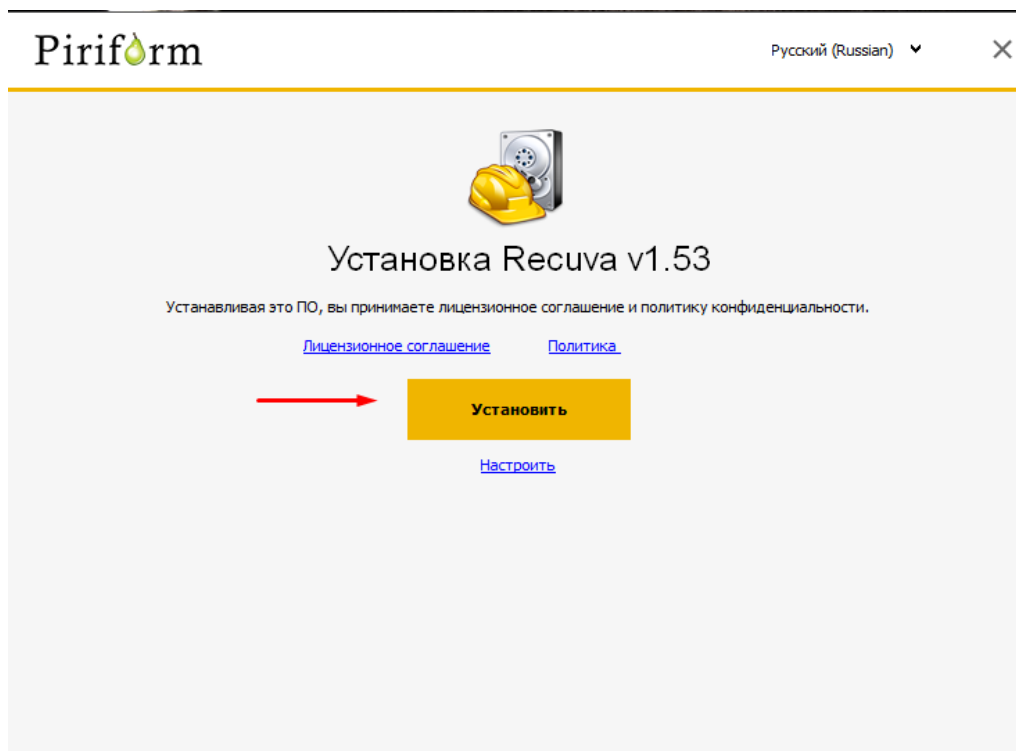 Piriform
Русский (Russian)
Установка Recuva v1.53
Устанавливая это ПО, вы принимаете лицензионное соглашение и политику конфиденциальности.
Лицензионное соглашение Политика
Установить
Настроить